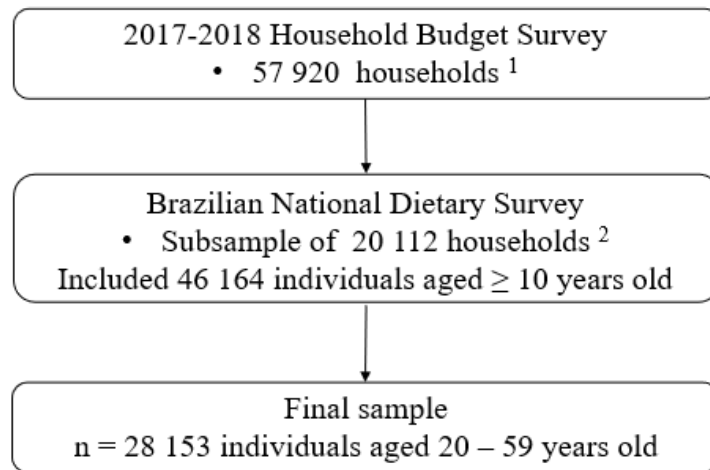 2017-2018 Household Budget Survey
• 57 920 households 1
Brazilian National Dietary Survey
• Subsample of 20 112 households 2
Included 46 164 individuals aged ≥ 10 years old
Final sample
n = 28 153 individuals aged 20 – 59 years old